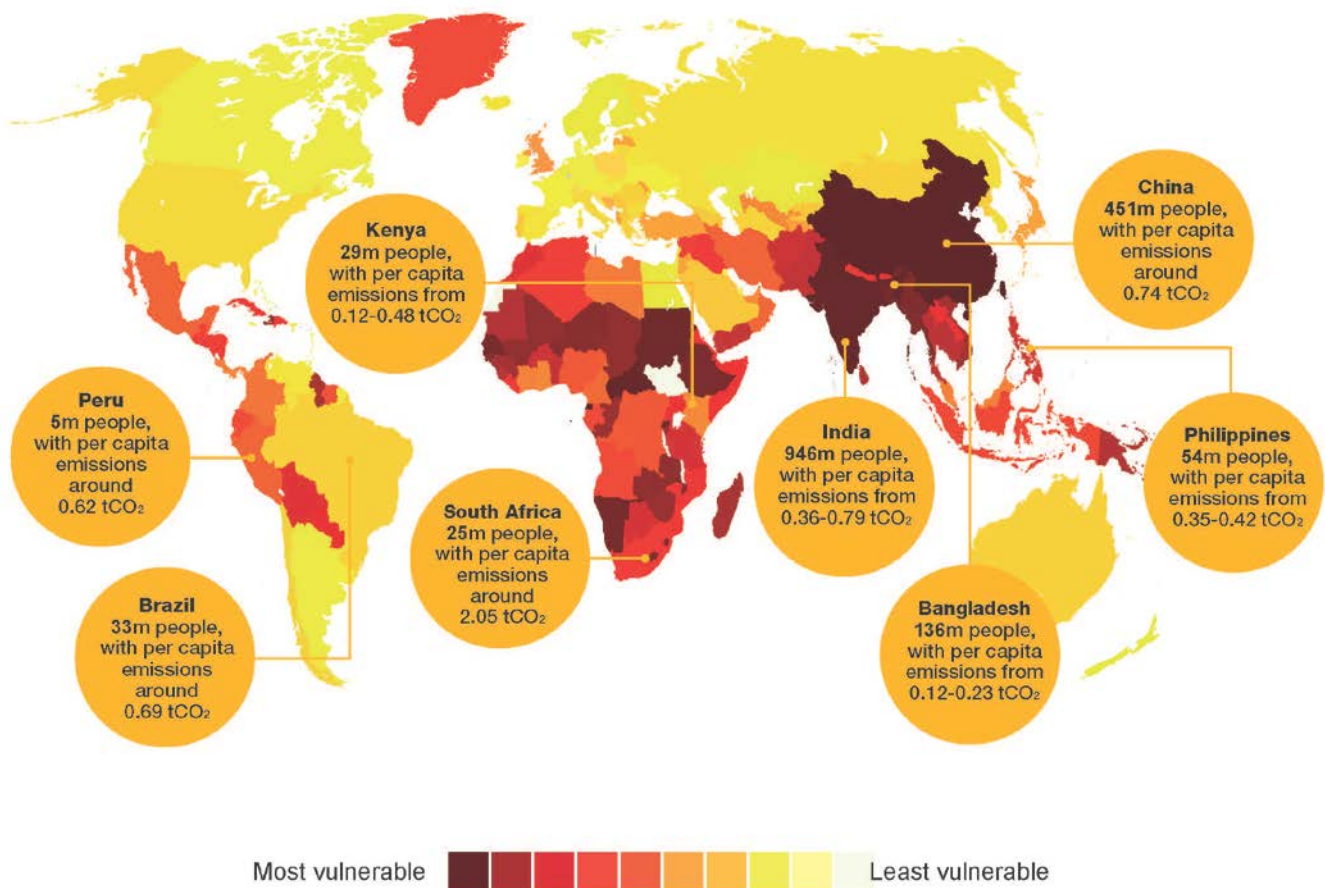 Kenya
29m people,
with per capita
emissions from
0.12-0.48 tCO₂
China
451m people,
with per capita
emissions
around
0.74 tCO₂
Peru
5m people,
with per capita
emissions
around
0.62 tCO₂
South Africa
25m people,
with per capita
emissions
around
2.05 tCO₂
India
946m people,
with per capita
emissions from
0.36-0.79 tCO₂
Philippines
54m people,
with per capita
emissions from
0.35-0.42 tCO₂
Brazil
33m people,
with per capita
emissions
around
0.69 tCO₂
Bangladesh
136m people,
with per capita
emissions from
0.12-0.23 tCO₂
Most vulnerable
Least vulnerable